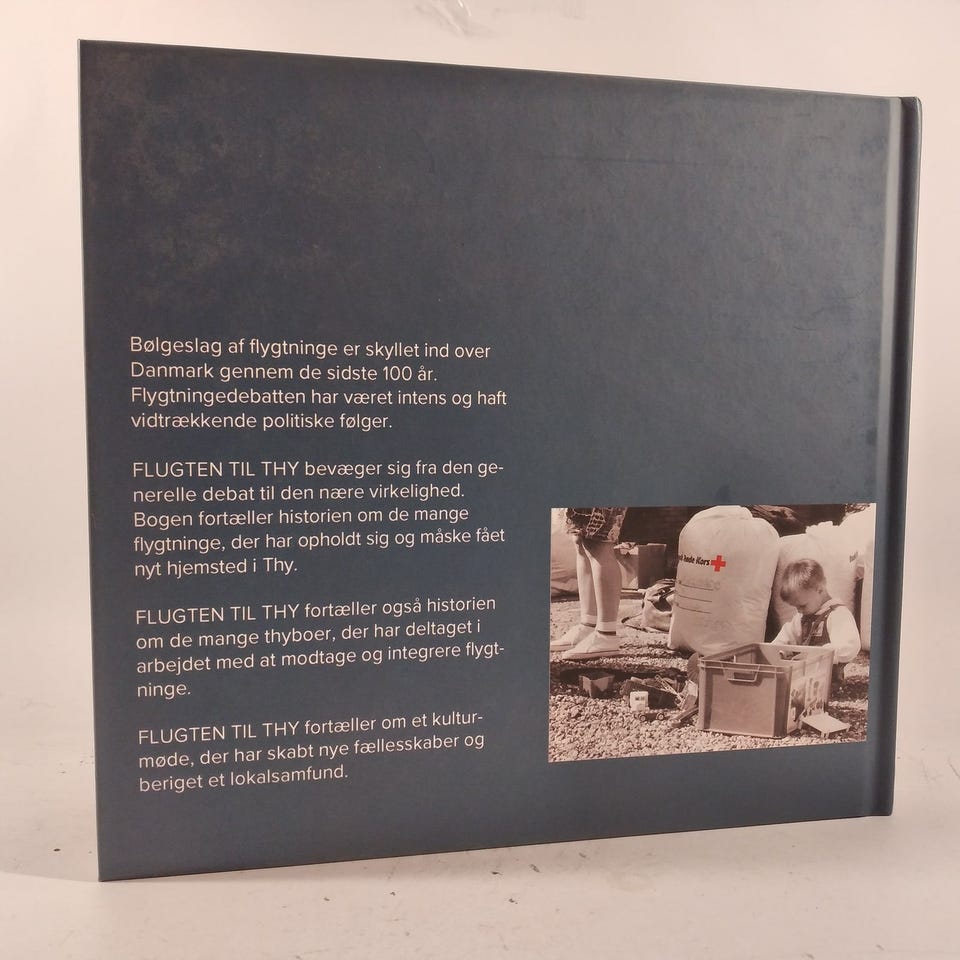 Bølgeslag af flygtninge er skyllet ind over
Danmark gennem de sidste 100 år.
Flygtningedebatten har været intens og haft
vidtrækkende politiske følger.
FLUGTEN TIL THY bevæger sig fra den ge-
nerelle debat til den nære virkelighed.
Bogen fortæller historien om de mange
flygtninge, der har opholdt sig og måske fået
nyt hjemsted i Thy.
FLUGTEN TIL THY fortæller også historien
om de mange thyboer, der har deltaget i
arbejdet med at modtage og integrere flygt-
ninge.
FLUGTEN TIL THY fortæller om et kultur-
møde, der har skabt nye fællesskaber og
beriget et lokalsamfund.
Kors